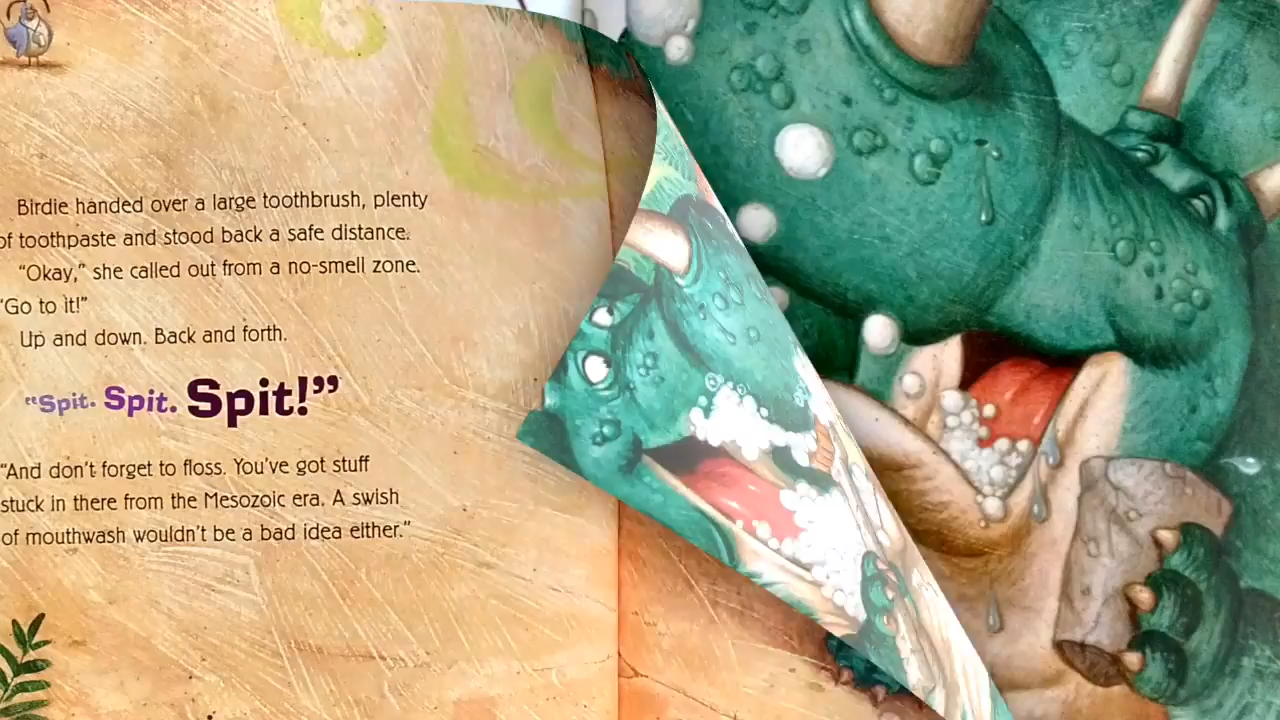 Birdie handed over a large toothbrush, plenty
of toothpaste and stood back a safe distance.
“Okay,” she called out from a no-smell zone.
“Go to it!”
Up and down. Back and forth.
“Spit. Spit. Spit!”
“And don’t forget to floss. You’ve got stuff
stuck in there from the Mesozoic era. A swish
of mouthwash wouldn’t be a bad idea either.”